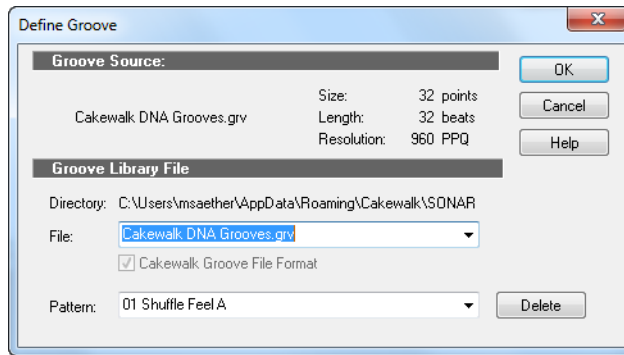 Define Groove
Groove Source:
OK
Size: 32 points
Cakewalk DNA Grooves.grv Length: 32 beats
Cancel
Resolution: 960 PPQ
Help
Groove Library File
Directory: C:\Users\msaether\AppData\Roaming\Cakewalk\SONAR
File: Cakewalk DNA Grooves.grv
Cakewalk Groove File Format
Pattern: 01 Shuffle Feel A Delete